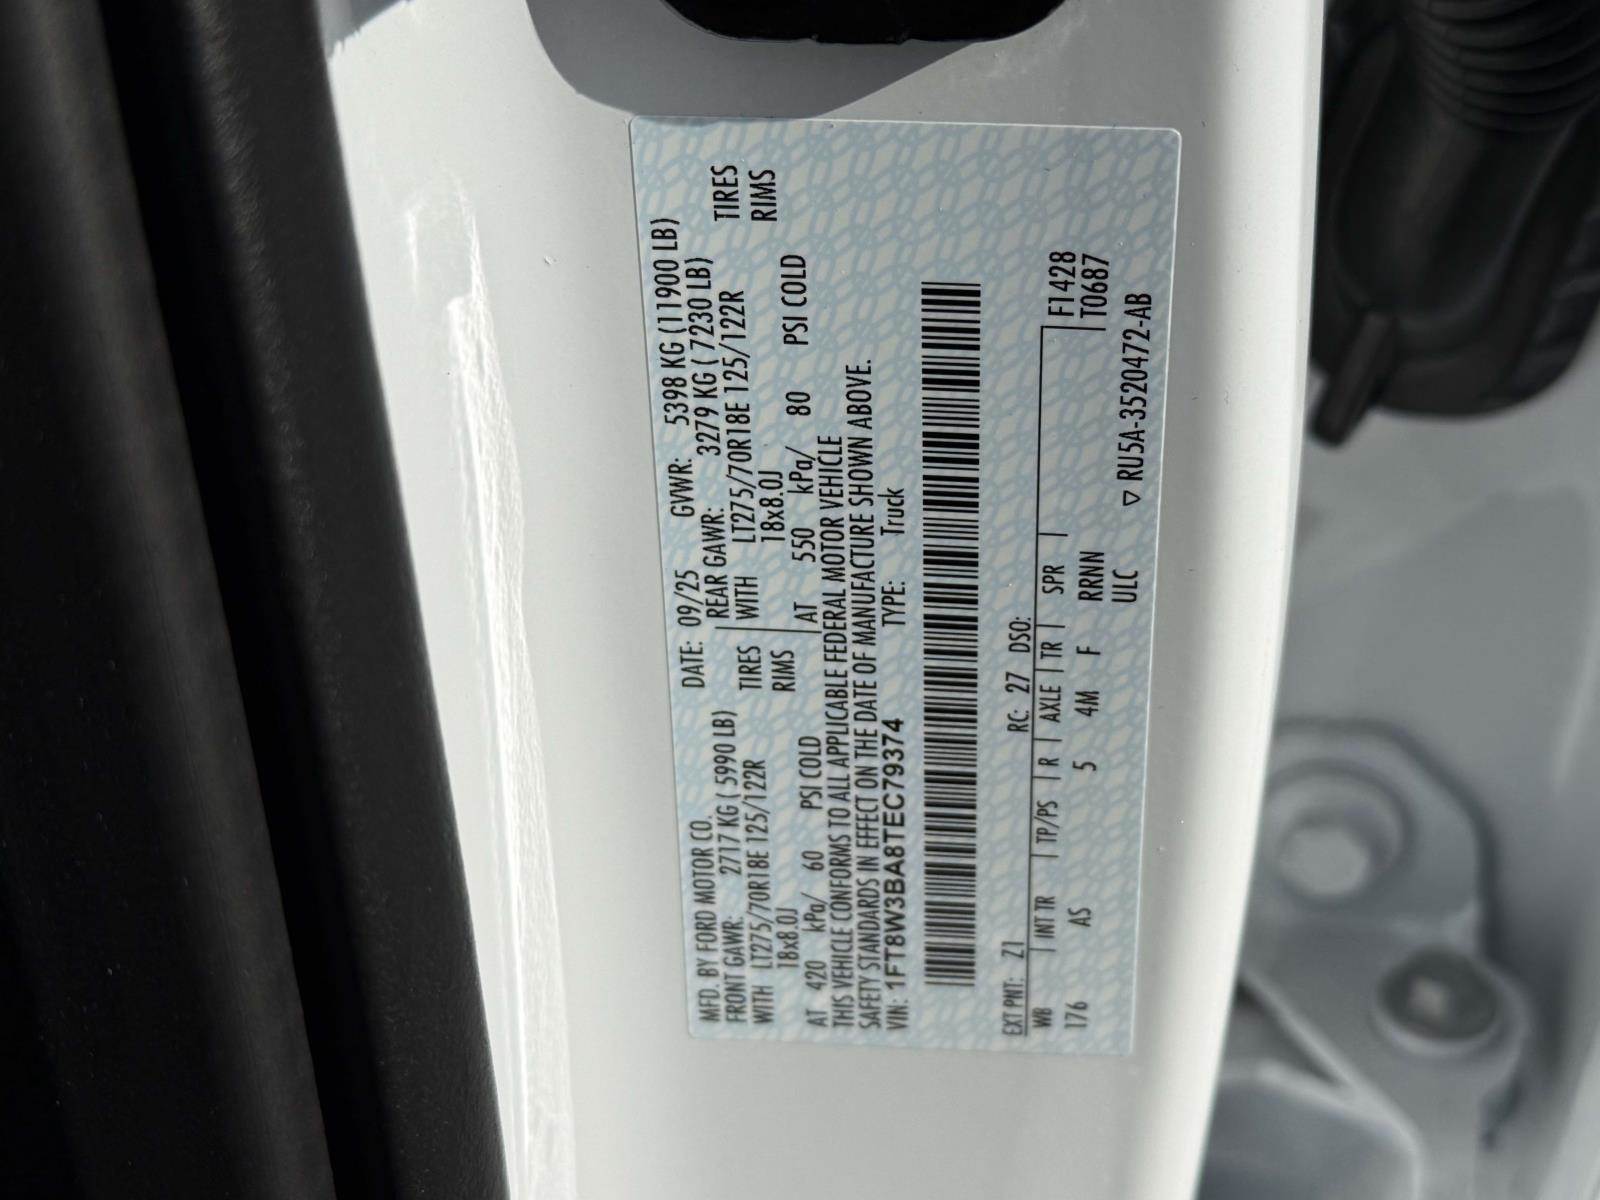 MFD. BY FORD MOTOR CO. DATE: 09/25 GVWR: 5398 KG (11900 LB)
FRONT GAWR: 2717 KG ( 5990 LB) REAR GAWR: 3279 KG ( 7230 LB)
WITH LT275/70R18E 125/122R TIRES WITH LT275/70R18E 125/122R TIRES
18x8.0J RIMS 18x8.0J RIMS
AT 420 kPa/ 60 PSI COLD AT 550 kPa/ 80 PSI COLD
THIS VEHICLE CONFORMS TO ALL APPLICABLE FEDERAL MOTOR VEHICLE
SAFETY STANDARDS IN EFFECT ON THE DATE OF MANUFACTURE SHOWN ABOVE.
VIN: 1FT8W3BA8TEC79374 TYPE: Truck
EXT PNT: Z1 RC: 27 DSO:
WB INT TR TP/PS R AXLE TR SPR F1428
176 AS 5 4M F RRNN T0687
ULC ▽ RU5A-3520472-AB